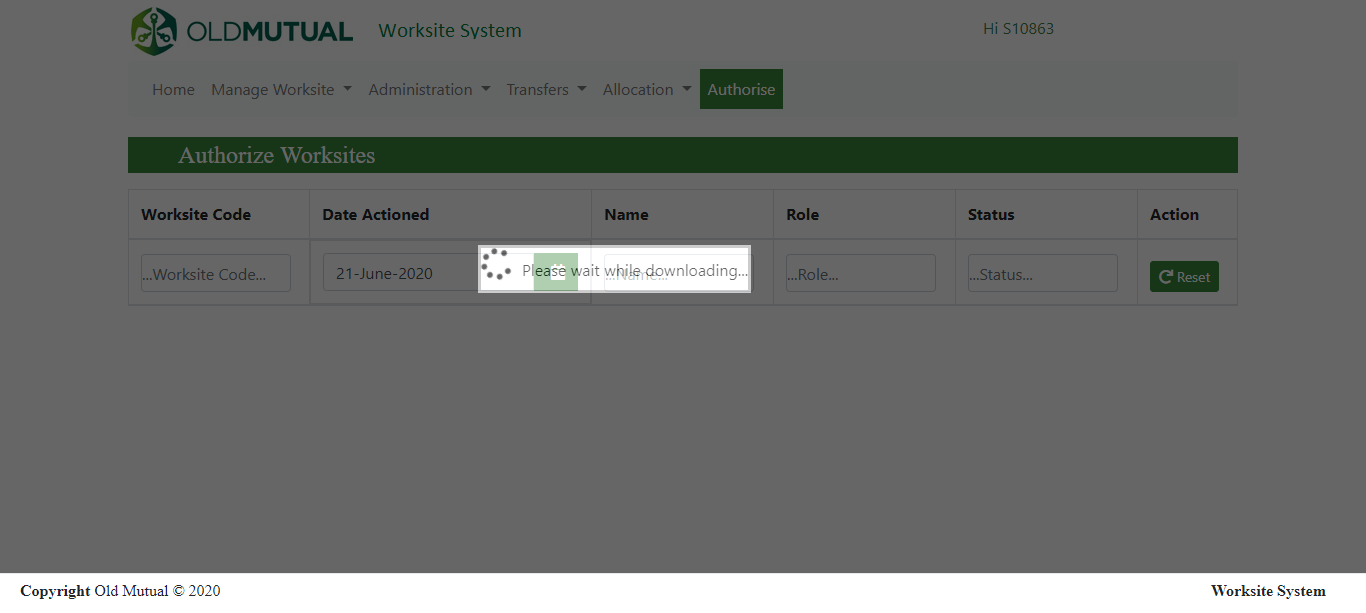 OLDMUTUAL Worksite System Hi S10863
Home Manage Worksite Administration Transfers Allocation Authorise
Authorize Worksites
Worksite Code Date Actioned Name Role Status Action
...Worksite Code... 21-June-2020 Please wait while downloading... ...Name... ...Role... ...Status... Reset
Copyright Old Mutual © 2020 Worksite System